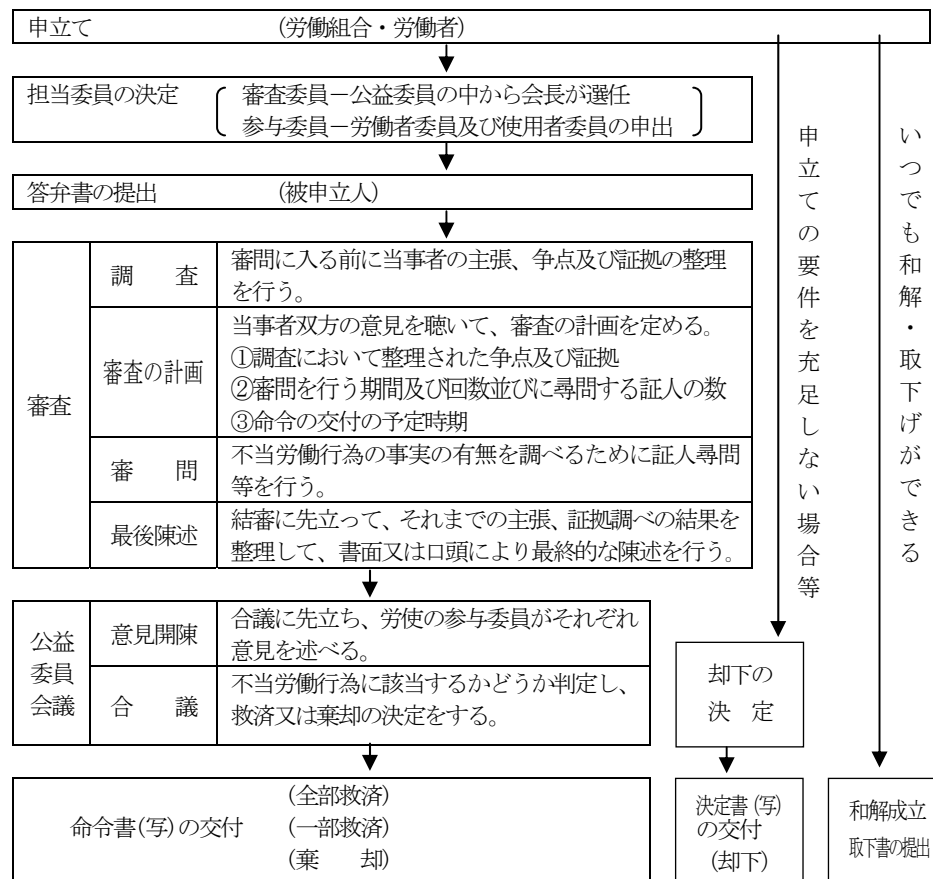 申立て (労働組合・労働者)
担当委員の決定 審査委員－公益委員の中から会長が選任
参与委員－労働者委員及び使用者委員の申出
答弁書の提出 (被申立人)
審査
調 査
審問に入る前に当事者の主張、争点及び証拠の整理
を行う。
審査の計画
当事者双方の意見を聴いて、審査の計画を定める。
①調査において整理された争点及び証拠
②審問を行う期間及び回数並びに尋問する証人の数
③命令の交付の予定時期
審 問
不当労働行為の事実の有無を調べるために証人尋問
等を行う。
最後陳述
結審に先立って、それまでの主張、証拠調べの結果を
整理して、書面又は口頭により最終的な陳述を行う。
公益
委員
会議
意見開陳
合議に先立ち、労使の参与委員がそれぞれ
意見を述べる。
合 議
不当労働行為に該当するかどうか判定し、
救済又は棄却の決定をする。
命令書(写)の交付
(全部救済)
(一部救済)
(棄 却)
申立ての要件を充足しない場合等
却下の
決 定
決定書(写)
の交付
(却下)
いつでも和解・取下げができる
和解成立
取下書の提出